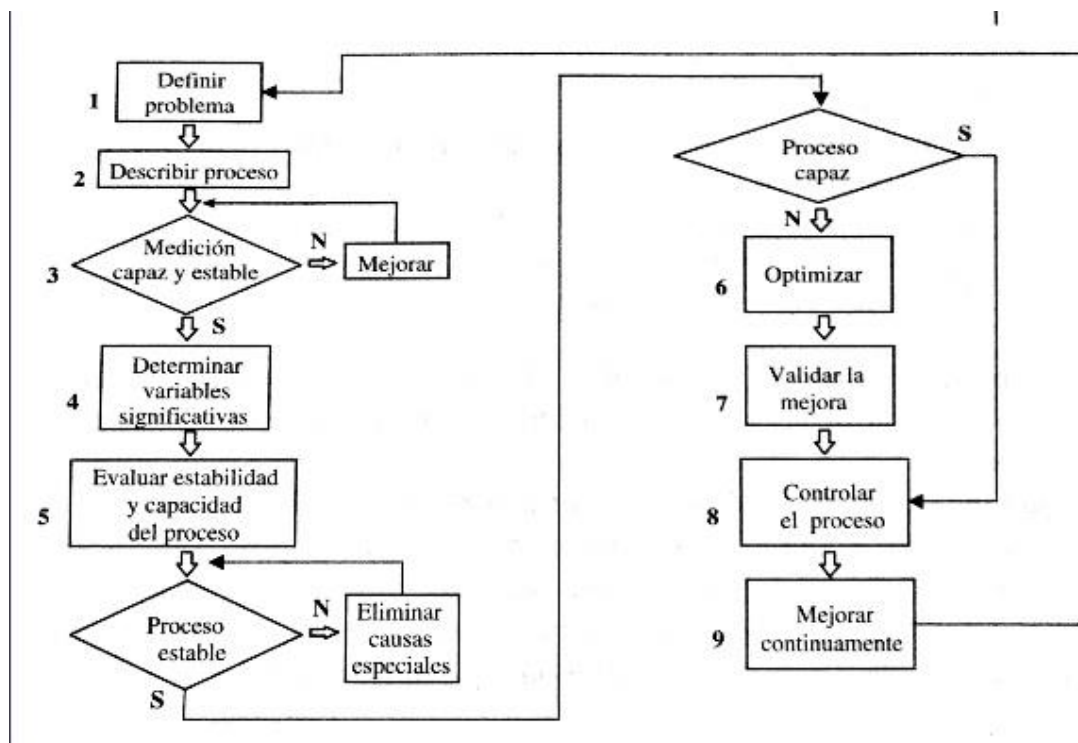 1
Definir
problema
2
Describir proceso
3
Medición
capaz y estable
N
Mejorar
S
4
Determinar
variables
significativas
5
Evaluar estabilidad
y capacidad
del proceso
Proceso
estable
N
Eliminar
causas
especiales
S
Proceso
capaz
S
N
6
Optimizar
7
Validar la
mejora
8
Controlar
el proceso
9
Mejorar
continuamente